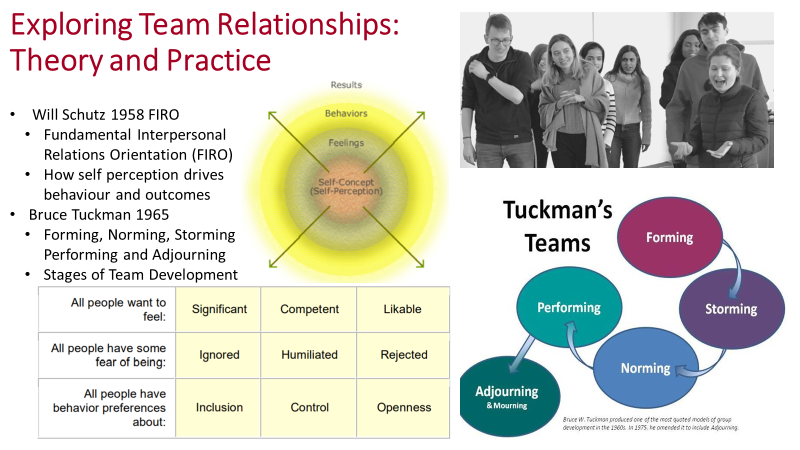 Exploring Team Relationships:
Theory and Practice
• Will Schutz 1958 FIRO
• Fundamental Interpersonal
Relations Orientation (FIRO)
• How self perception drives
behaviour and outcomes
• Bruce Tuckman 1965
• Forming, Norming, Storming
Performing and Adjourning
• Stages of Team Development
Results
Behaviors
Feelings
Self-Concept
(Self-Perception)
All people want to
feel:
Significant
Competent
Likable
All people have some
fear of being:
Ignored
Humiliated
Rejected
All people have
behavior preferences
about:
Inclusion
Control
Openness
Tuckman's
Teams
Forming
Storming
Norming
Performing
Adjourning
& Mourning
Bruce W. Tuckman produced one of the most quoted models of group
development in the 1960s. In 1975, he amended it to include Adjourning.